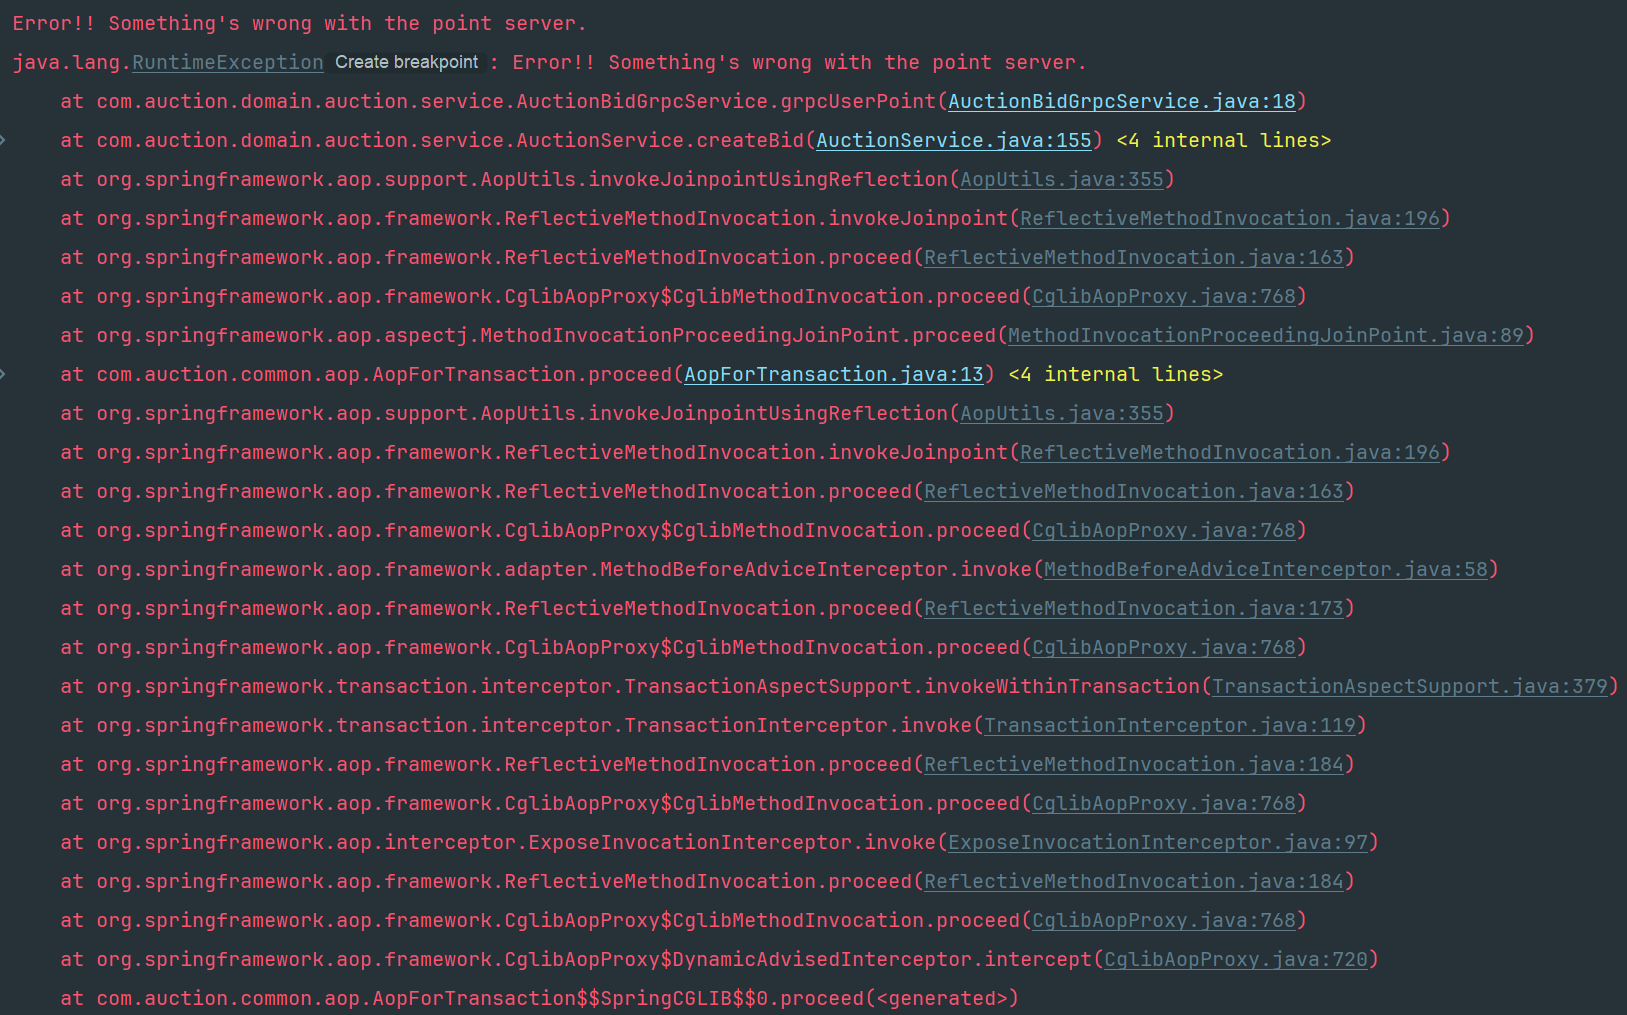 Error!! Something's wrong with the point server.
java.lang.RuntimeException Create breakpoint : Error!! Something's wrong with the point server.
at com.auction.domain.auction.service.AuctionBidGrpcService.grpcUserPoint(AuctionBidGrpcService.java:18)
at com.auction.domain.auction.service.AuctionService.createBid(AuctionService.java:155) <4 internal lines>
at org.springframework.aop.support.AopUtils.invokeJoinpointUsingReflection(AopUtils.java:355)
at org.springframework.aop.framework.ReflectiveMethodInvocation.invokeJoinpoint(ReflectiveMethodInvocation.java:196)
at org.springframework.aop.framework.ReflectiveMethodInvocation.proceed(ReflectiveMethodInvocation.java:163)
at org.springframework.aop.framework.CglibAopProxy$CglibMethodInvocation.proceed(CglibAopProxy.java:768)
at org.springframework.aop.aspectj.MethodInvocationProceedingJoinPoint.proceed(MethodInvocationProceedingJoinPoint.java:89)
at com.auction.common.aop.AopForTransaction.proceed(AopForTransaction.java:13) <4 internal lines>
at org.springframework.aop.support.AopUtils.invokeJoinpointUsingReflection(AopUtils.java:355)
at org.springframework.aop.framework.ReflectiveMethodInvocation.invokeJoinpoint(ReflectiveMethodInvocation.java:196)
at org.springframework.aop.framework.ReflectiveMethodInvocation.proceed(ReflectiveMethodInvocation.java:163)
at org.springframework.aop.framework.CglibAopProxy$CglibMethodInvocation.proceed(CglibAopProxy.java:768)
at org.springframework.aop.framework.adapter.MethodBeforeAdviceInterceptor.invoke(MethodBeforeAdviceInterceptor.java:58)
at org.springframework.aop.framework.ReflectiveMethodInvocation.proceed(ReflectiveMethodInvocation.java:173)
at org.springframework.aop.framework.CglibAopProxy$CglibMethodInvocation.proceed(CglibAopProxy.java:768)
at org.springframework.transaction.interceptor.TransactionAspectSupport.invokeWithinTransaction(TransactionAspectSupport.java:379)
at org.springframework.transaction.interceptor.TransactionInterceptor.invoke(TransactionInterceptor.java:119)
at org.springframework.aop.framework.ReflectiveMethodInvocation.proceed(ReflectiveMethodInvocation.java:184)
at org.springframework.aop.framework.CglibAopProxy$CglibMethodInvocation.proceed(CglibAopProxy.java:768)
at org.springframework.aop.interceptor.ExposeInvocationInterceptor.invoke(ExposeInvocationInterceptor.java:97)
at org.springframework.aop.framework.ReflectiveMethodInvocation.proceed(ReflectiveMethodInvocation.java:184)
at org.springframework.aop.framework.CglibAopProxy$CglibMethodInvocation.proceed(CglibAopProxy.java:768)
at org.springframework.aop.framework.CglibAopProxy$DynamicAdvisedInterceptor.intercept(CglibAopProxy.java:720)
at com.auction.common.aop.AopForTransaction$$SpringCGLIB$$0.proceed(<generated>)